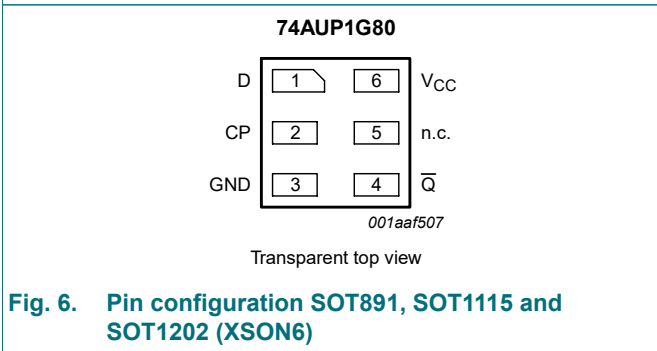 74AUP1G80
D 1 6 VCC
CP 2 5 n.c.
GND 3 4 Q̅
001aaf507
Transparent top view
Fig. 6. Pin configuration SOT891, SOT1115 and
SOT1202 (XSON6)